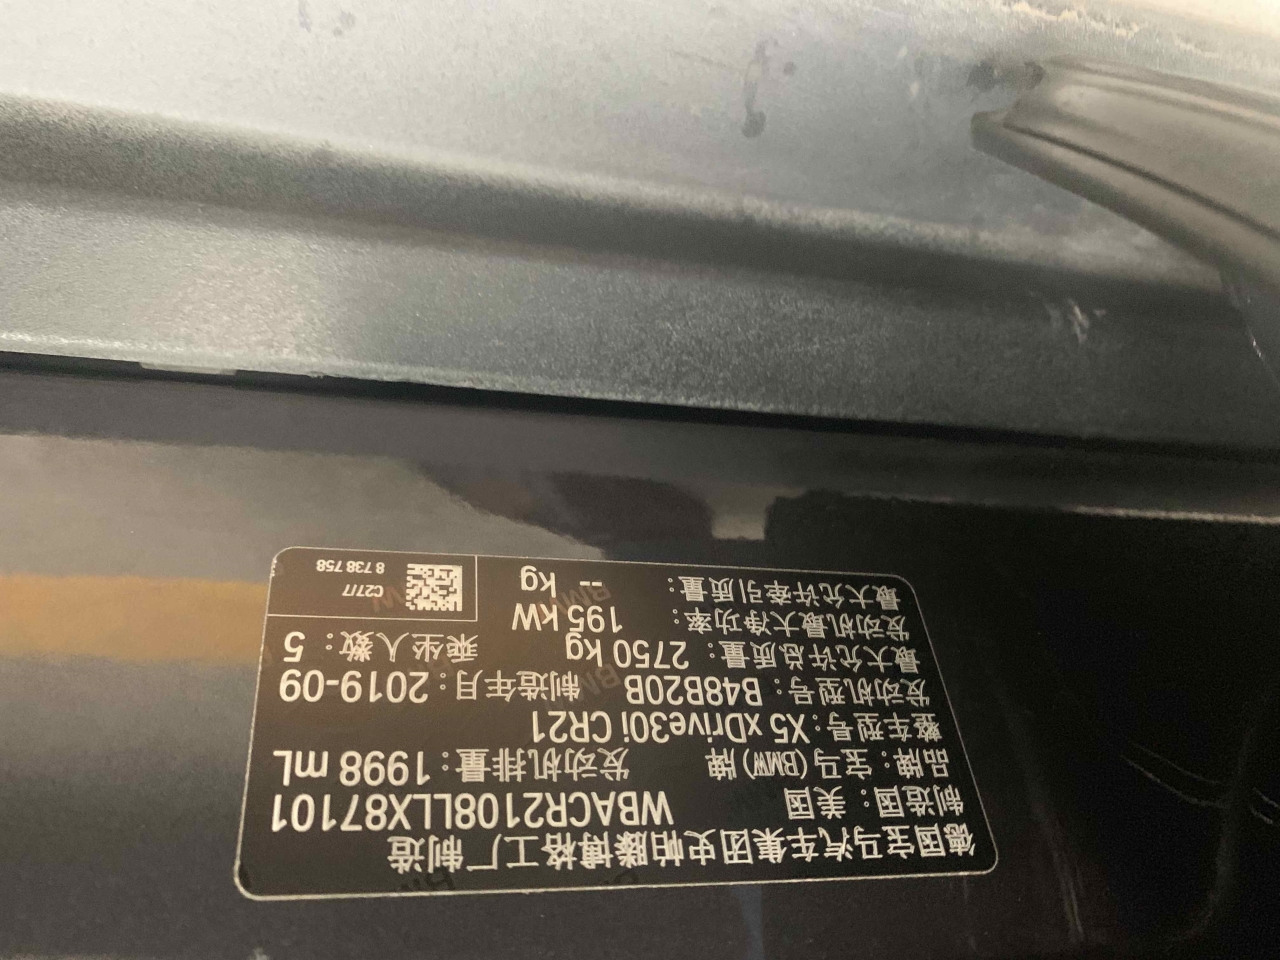 德国宝马汽车集团史帕滕博格工厂制造
制造国：美国 WBACR2108LLX87101
品牌：宝马(BMW)牌 发动机排量：1998 mL
整车型号：X5 xDrive30i CR21
发动机型号：B48B20B 制造年月：2019-09
最大允许总质量：2750 kg 乘坐人数：5
发动机最大净功率：195 kW
最大允许牵引质量：-- kg
C27/7
8 738 758